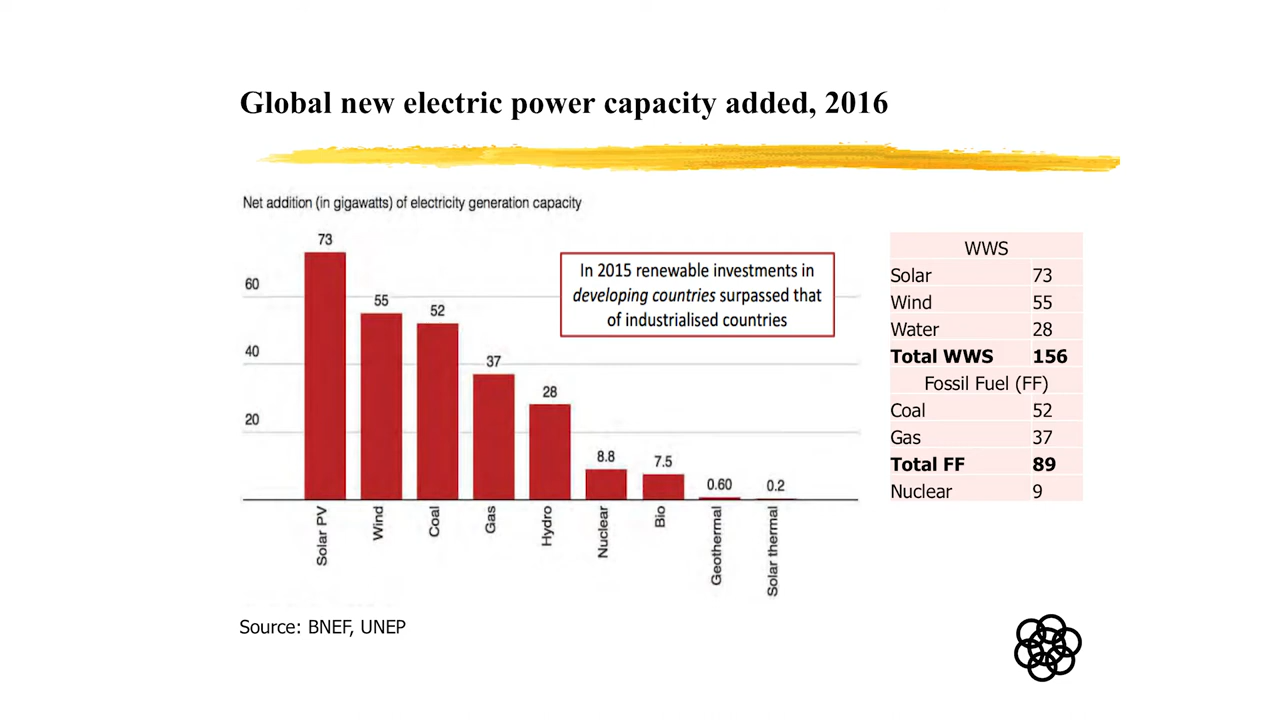 Global new electric power capacity added, 2016
Net addition (in gigawatts) of electricity generation capacity
73
60
55
52
40
37
28
20
8.8
7.5
0.60
0.2
Solar PV
Wind
Coal
Gas
Hydro
Nuclear
Bio
Geothermal
Solar thermal
In 2015 renewable investments in
developing countries surpassed that
of industrialised countries
WWS
Solar 73
Wind 55
Water 28
Total WWS 156
Fossil Fuel (FF)
Coal 52
Gas 37
Total FF 89
Nuclear 9
Source: BNEF, UNEP